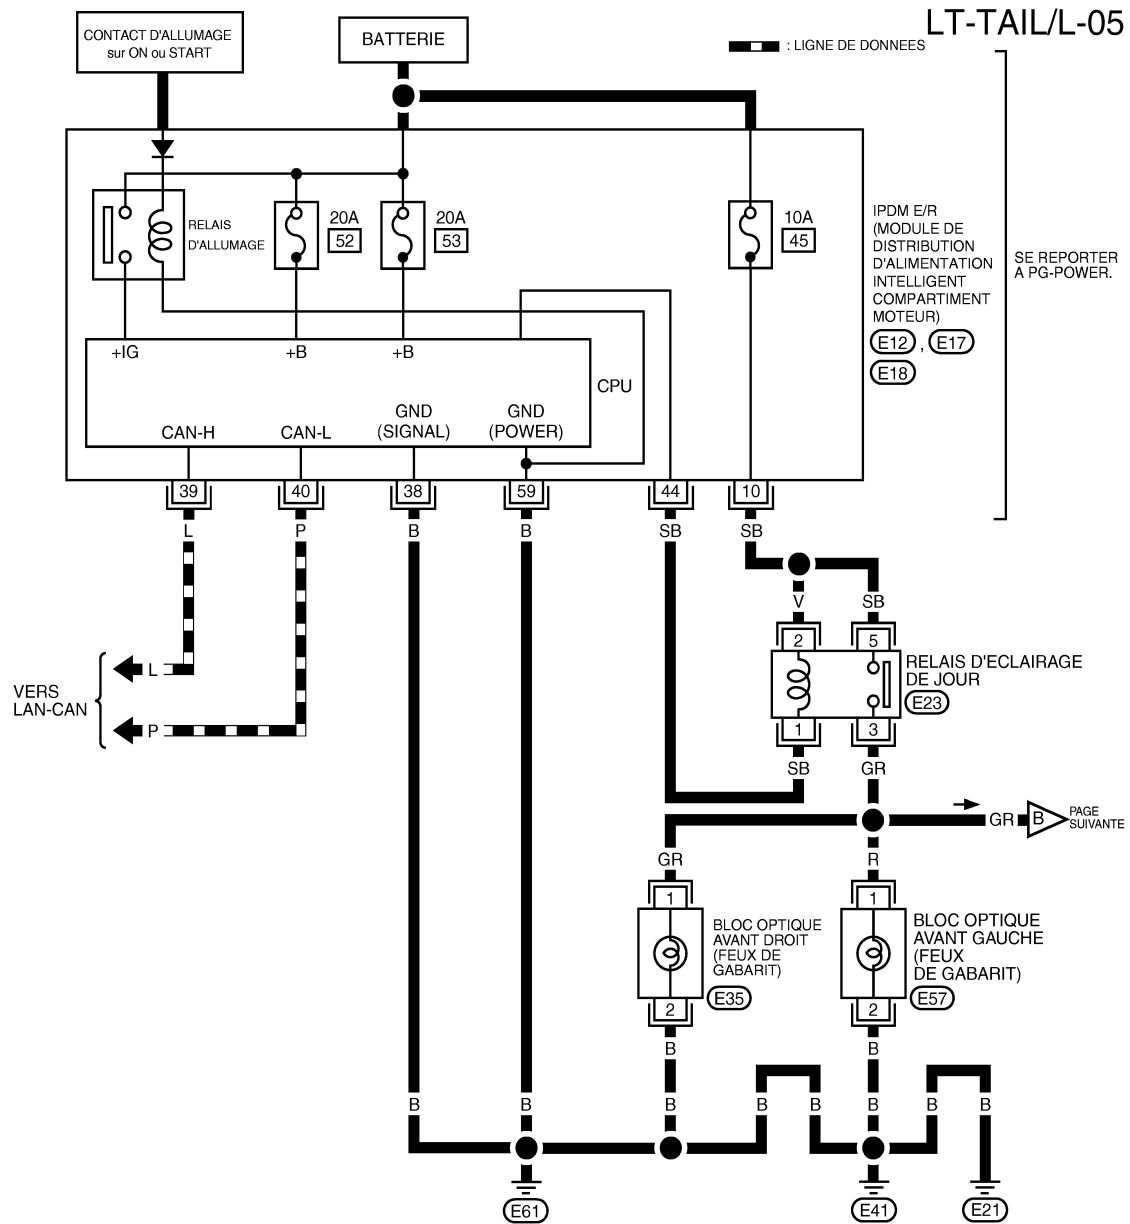 LT-TAIL/L-05
CONTACT D'ALLUMAGE
sur ON ou START
BATTERIE
: LIGNE DE DONNEES
RELAIS
D'ALLUMAGE
20A
52
20A
53
10A
45
IPDM E/R
(MODULE DE
DISTRIBUTION
D'ALIMENTATION
INTELLIGENT
COMPARTIMENT
MOTEUR)
E12 , E17
E18
SE REPORTER
A PG-POWER.
+IG
+B
+B
CPU
CAN-H
CAN-L
GND
(SIGNAL)
GND
(POWER)
39
40
38
59
44
10
L
P
B
B
SB
SB
V
SB
2
5
RELAIS D'ECLAIRAGE
DE JOUR
E23
1
3
SB
GR
VERS
LAN-CAN
L
P
GR
B
PAGE
SUIVANTE
GR
R
1
1
BLOC OPTIQUE
AVANT DROIT
(FEUX DE
GABARIT)
E35
BLOC OPTIQUE
AVANT GAUCHE
(FEUX
DE GABARIT)
E57
2
2
B
B
B
B
B
B
B
B
B
B
E61
E41
E21